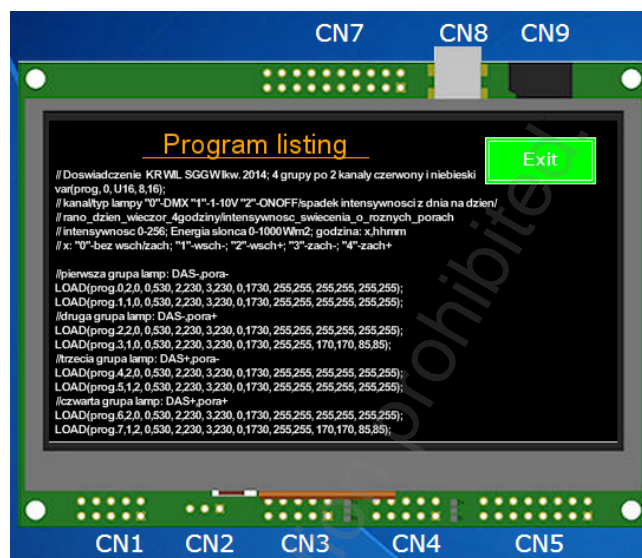 CN7 CN8 CN9
Program listing
Exit
// Doswiadczenie KRWIL SGGW Ikw. 2014; 4 grupy po 2 kanaly czerwony i niebieski
var(prog, 0, U16, 8,16);
// kanal/typ lampy "0"-DMX "1"-1-10V "2"-ONOFF/spadek intensywnosci z dnia na dzien/
// rano_dzien_wieczor_4godziny/intensywnosc_swiecenia_o_roznych_porach
// intensywnosc 0-256; Energia slonca 0-1000W/m2; godzina: x,hhmm
// x: "0"-bez wsch/zach; "1"-wsch-; "2"-wsch+; "3"-zach-; "4"-zach+
//pierwsza grupa lamp: DAS-,pora-
LOAD(prog.0,2,0, 0,530, 2,230, 3,230, 0,1730, 255,255, 255,255, 255,255);
LOAD(prog.1,1,0, 0,530, 2,230, 3,230, 0,1730, 255,255, 255,255, 255,255);
//druga grupa lamp: DAS-,pora+
LOAD(prog.2,2,0, 0,530, 2,230, 3,230, 0,1730, 255,255, 255,255, 255,255);
LOAD(prog.3,1,0, 0,530, 2,230, 3,230, 0,1730, 255,255, 170,170, 85,85);
//trzecia grupa lamp: DAS+,pora-
LOAD(prog.4,2,0, 0,530, 2,230, 3,230, 0,1730, 255,255, 255,255, 255,255);
LOAD(prog.5,1,2, 0,530, 2,230, 3,230, 0,1730, 255,255, 255,255, 255,255);
//czwarta grupa lamp: DAS+,pora+
LOAD(prog.6,2,0, 0,530, 2,230, 3,230, 0,1730, 255,255, 255,255, 255,255);
LOAD(prog.7,1,2, 0,530, 2,230, 3,230, 0,1730, 255,255, 170,170, 85,85);
CN1 CN2 CN3 CN4 CN5
prohibited.